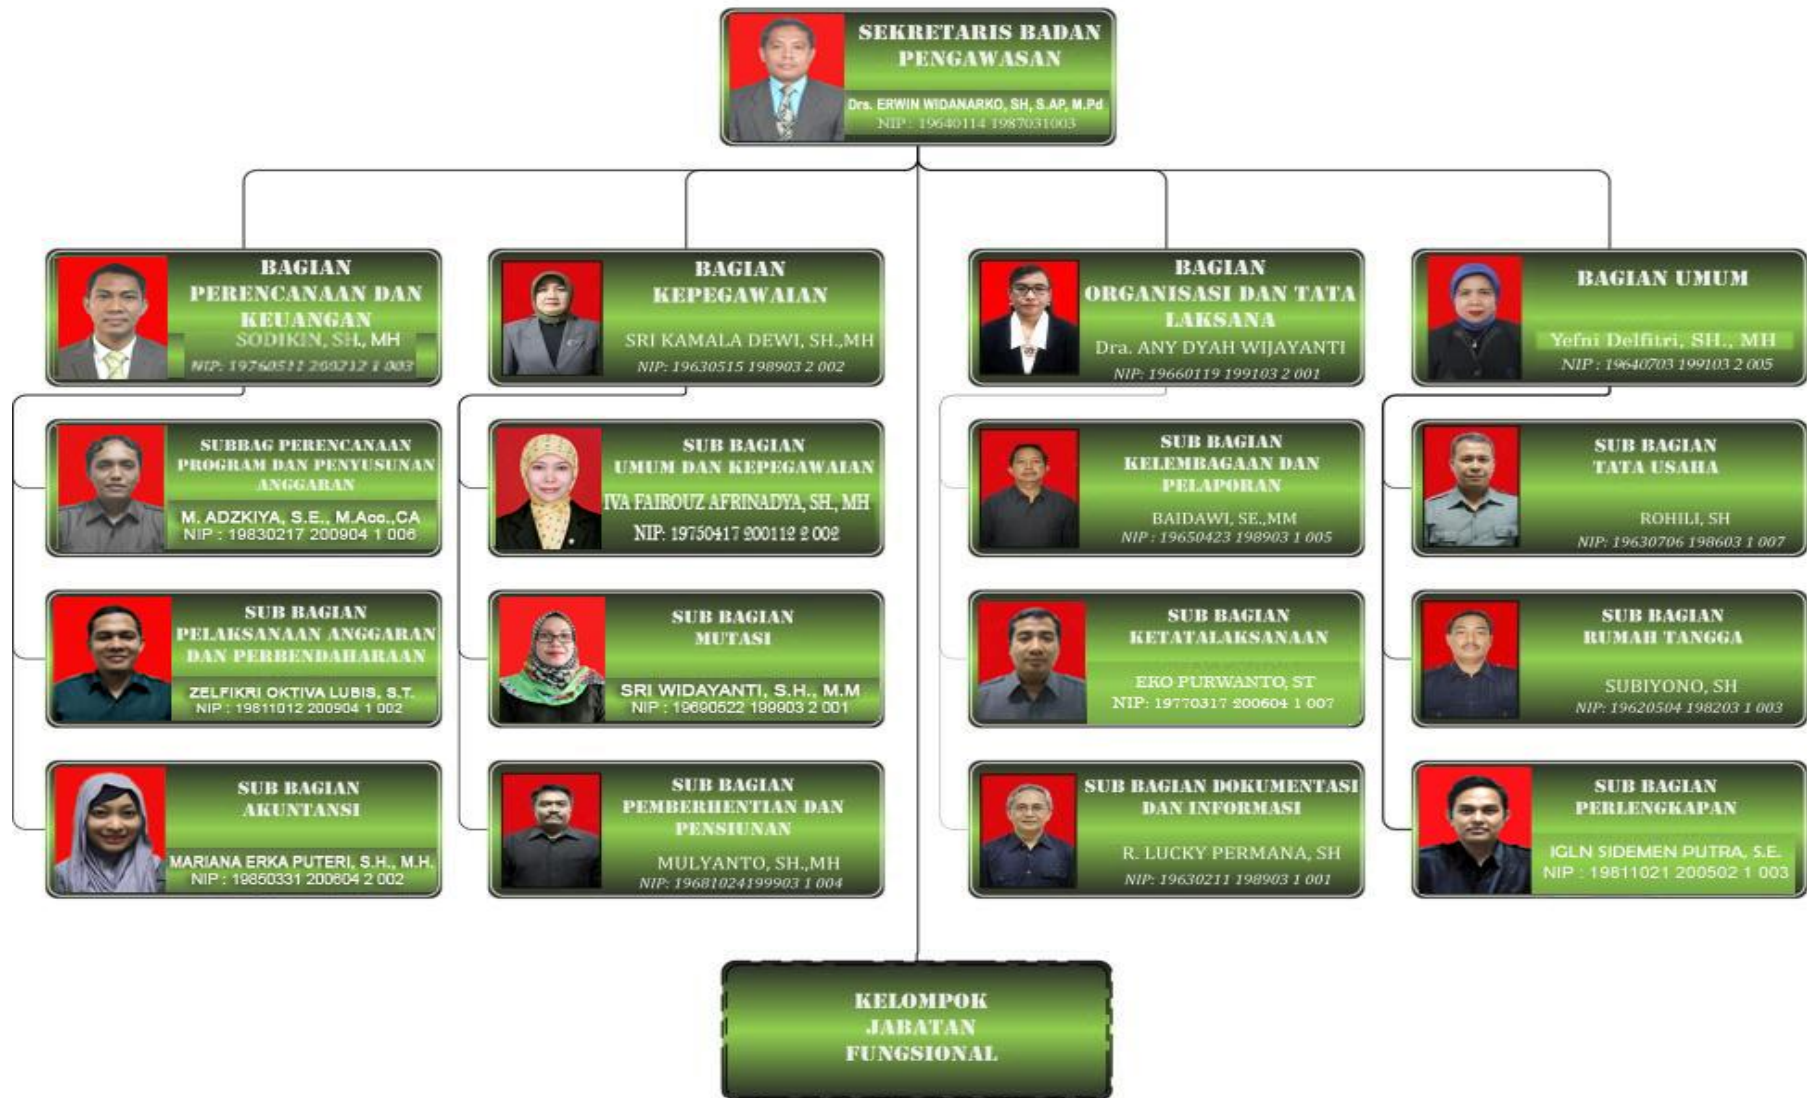 SEKRETARIS BADAN
PENGAWASAN
Drs. ERWIN WIDANARKO, SH, S.AP, M.Pd
NIP : 19640114 1987031003
BAGIAN
PERENCANAAN DAN
KEUANGAN
SODIKIN, SH., MH
NIP: 19760511 200212 1 003
BAGIAN
KEPEGAWAIAN
SRI KAMALA DEWI, SH.,MH
NIP: 19630515 198903 2 002
BAGIAN
ORGANISASI DAN TATA
LAKSANA
Dra. ANY DYAH WIJAYANTI
NIP: 19660119 199103 2 001
BAGIAN UMUM
Yefni Delfitri, SH., MH
NIP : 19640703 199103 2 005
SUBBAG PERENCANAAN
PROGRAM DAN PENYUSUNAN
ANGGARAN
M. ADZKIYA, S.E., M.Acc.,CA
NIP : 19830217 200904 1 006
SUB BAGIAN
UMUM DAN KEPEGAWAIAN
IVA FAIROUZ AFRINADYA, SH., MH
NIP: 19750417 200112 2 002
SUB BAGIAN
KELEMBAGAAN DAN
PELAPORAN
BAIDAWI, SE.,MM
NIP : 19650423 198903 1 005
SUB BAGIAN
TATA USAHA
ROHILI, SH
NIP: 19630706 198603 1 007
SUB BAGIAN
PELAKSANAAN ANGGARAN
DAN PERBENDAHARAAN
ZELFIKRI OKTIVA LUBIS, S.T.
NIP : 19811012 200904 1 002
SUB BAGIAN
MUTASI
SRI WIDAYANTI, S.H., M.M
NIP : 19690522 199903 2 001
SUB BAGIAN
KETATALAKSANAAN
EKO PURWANTO, ST
NIP: 19770317 200604 1 007
SUB BAGIAN
RUMAH TANGGA
SUBIYONO, SH
NIP: 19620504 198203 1 003
SUB BAGIAN
AKUNTANSI
MARIANA ERKA PUTERI, S.H., M.H.
NIP : 19850331 200604 2 002
SUB BAGIAN
PEMBERHENTIAN DAN
PENSIUNAN
MULYANTO, SH.,MH
NIP: 19681024199903 1 004
SUB BAGIAN DOKUMENTASI
DAN INFORMASI
R. LUCKY PERMANA, SH
NIP: 19630211 198903 1 001
SUB BAGIAN
PERLENGKAPAN
IGLN SIDEMEN PUTRA, S.E.
NIP : 19811021 200502 1 003
KELOMPOK
JABATAN
FUNGSIONAL